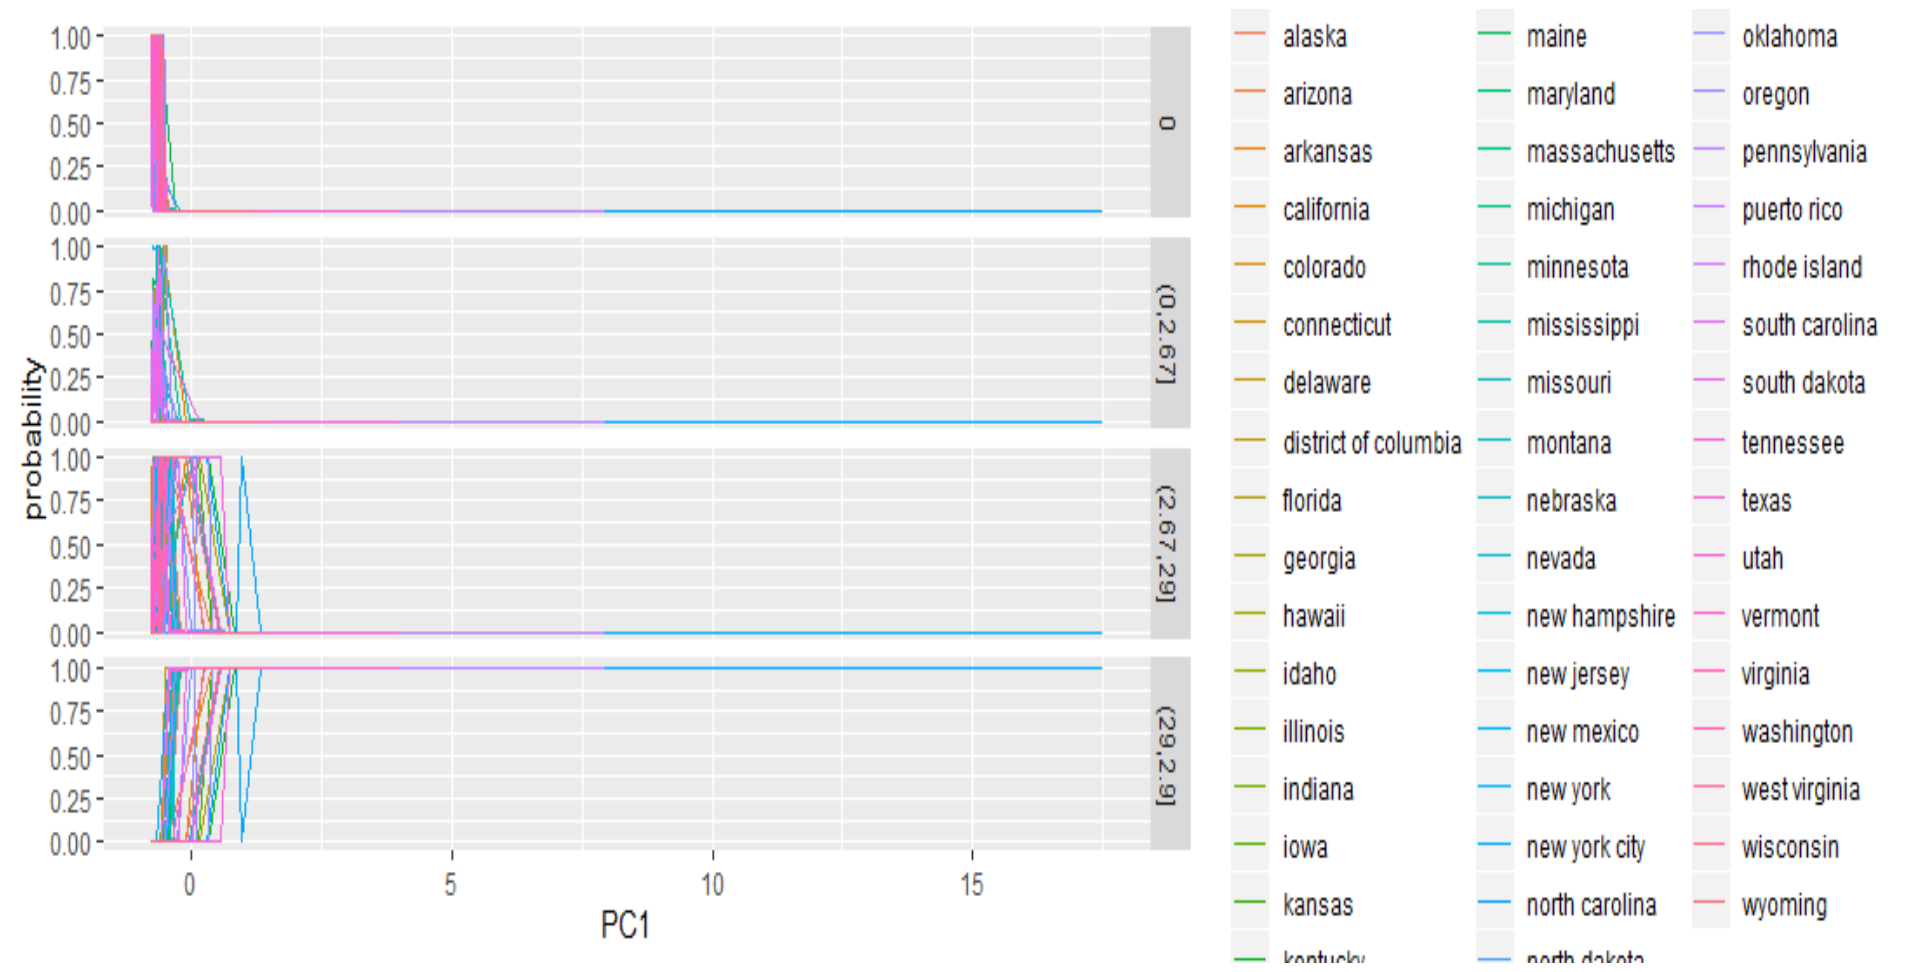 probability
1.00
0.75
0.50
0.25
0.00
0
1.00
0.75
0.50
0.25
0.00
(0,2.67]
1.00
0.75
0.50
0.25
0.00
(2.67,29]
1.00
0.75
0.50
0.25
0.00
(29,2.9]
0 5 10 15
PC1
alaska
arizona
arkansas
california
colorado
connecticut
delaware
district of columbia
florida
georgia
hawaii
idaho
illinois
indiana
iowa
kansas
kentucky
maine
maryland
massachusetts
michigan
minnesota
mississippi
missouri
montana
nebraska
nevada
new hampshire
new jersey
new mexico
new york
new york city
north carolina
north dakota
oklahoma
oregon
pennsylvania
puerto rico
rhode island
south carolina
south dakota
tennessee
texas
utah
vermont
virginia
washington
west virginia
wisconsin
wyoming